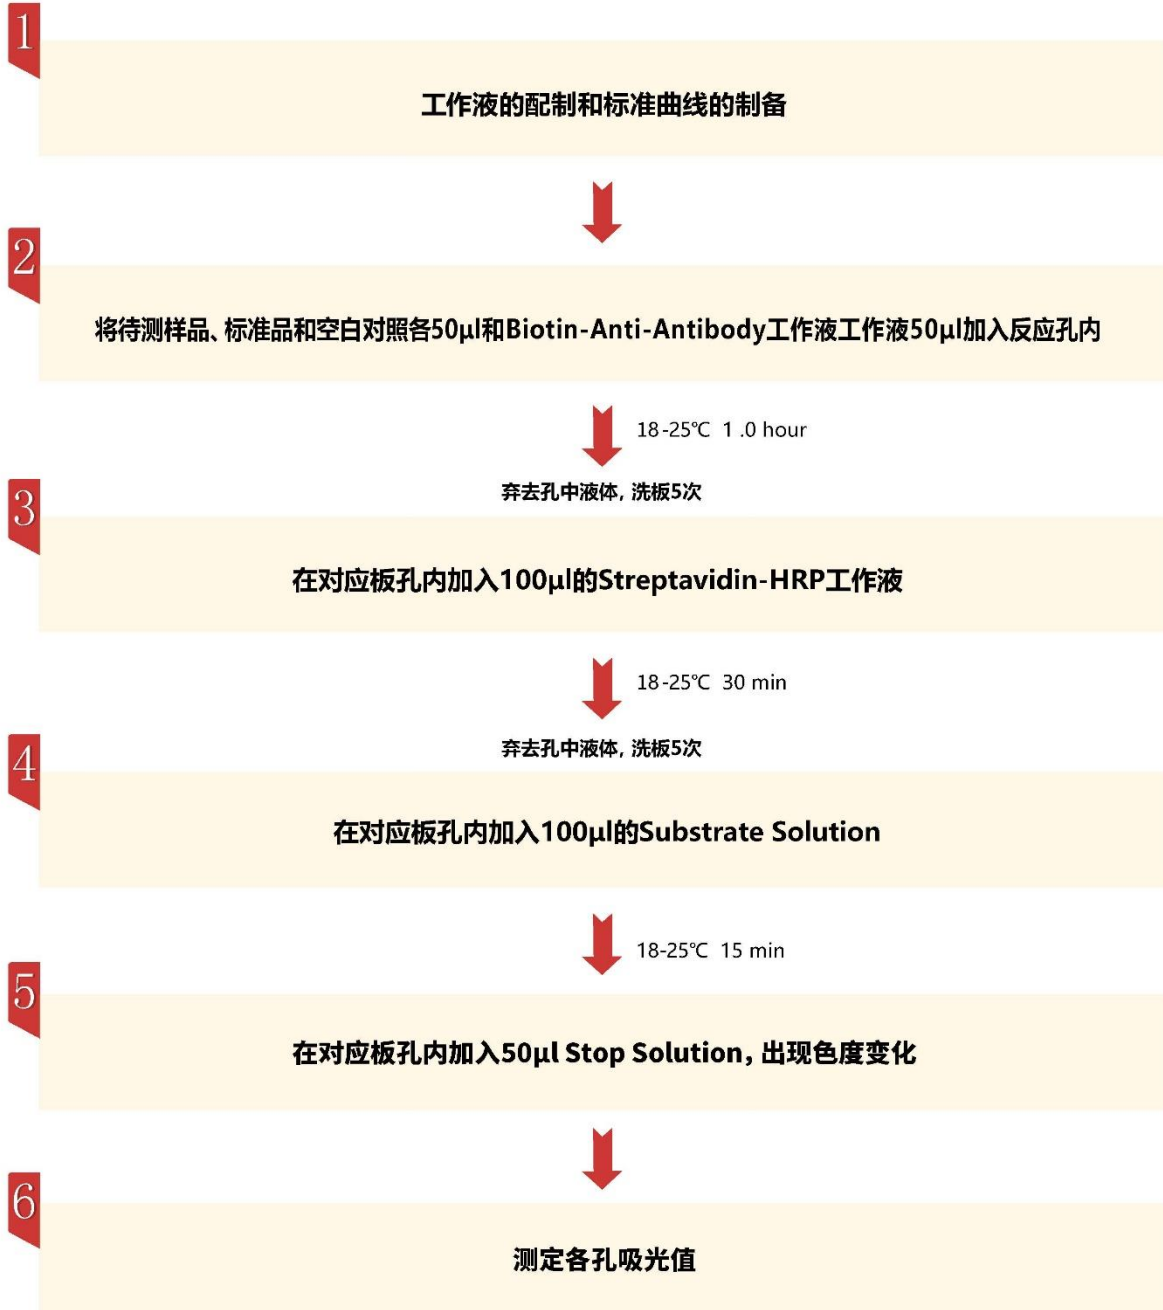 1
工作液的配制和标准曲线的制备
2
将待测样品、标准品和空白对照各50μl和Biotin-Anti-Antibody工作液工作液50μl加入反应孔内
18-25℃ 1 .0 hour
弃去孔中液体, 洗板5次
3
在对应板孔内加入100μl的Streptavidin-HRP工作液
18-25℃ 30 min
弃去孔中液体, 洗板5次
4
在对应板孔内加入100μl的Substrate Solution
18-25℃ 15 min
5
在对应板孔内加入50μl Stop Solution, 出现色度变化
6
测定各孔吸光值